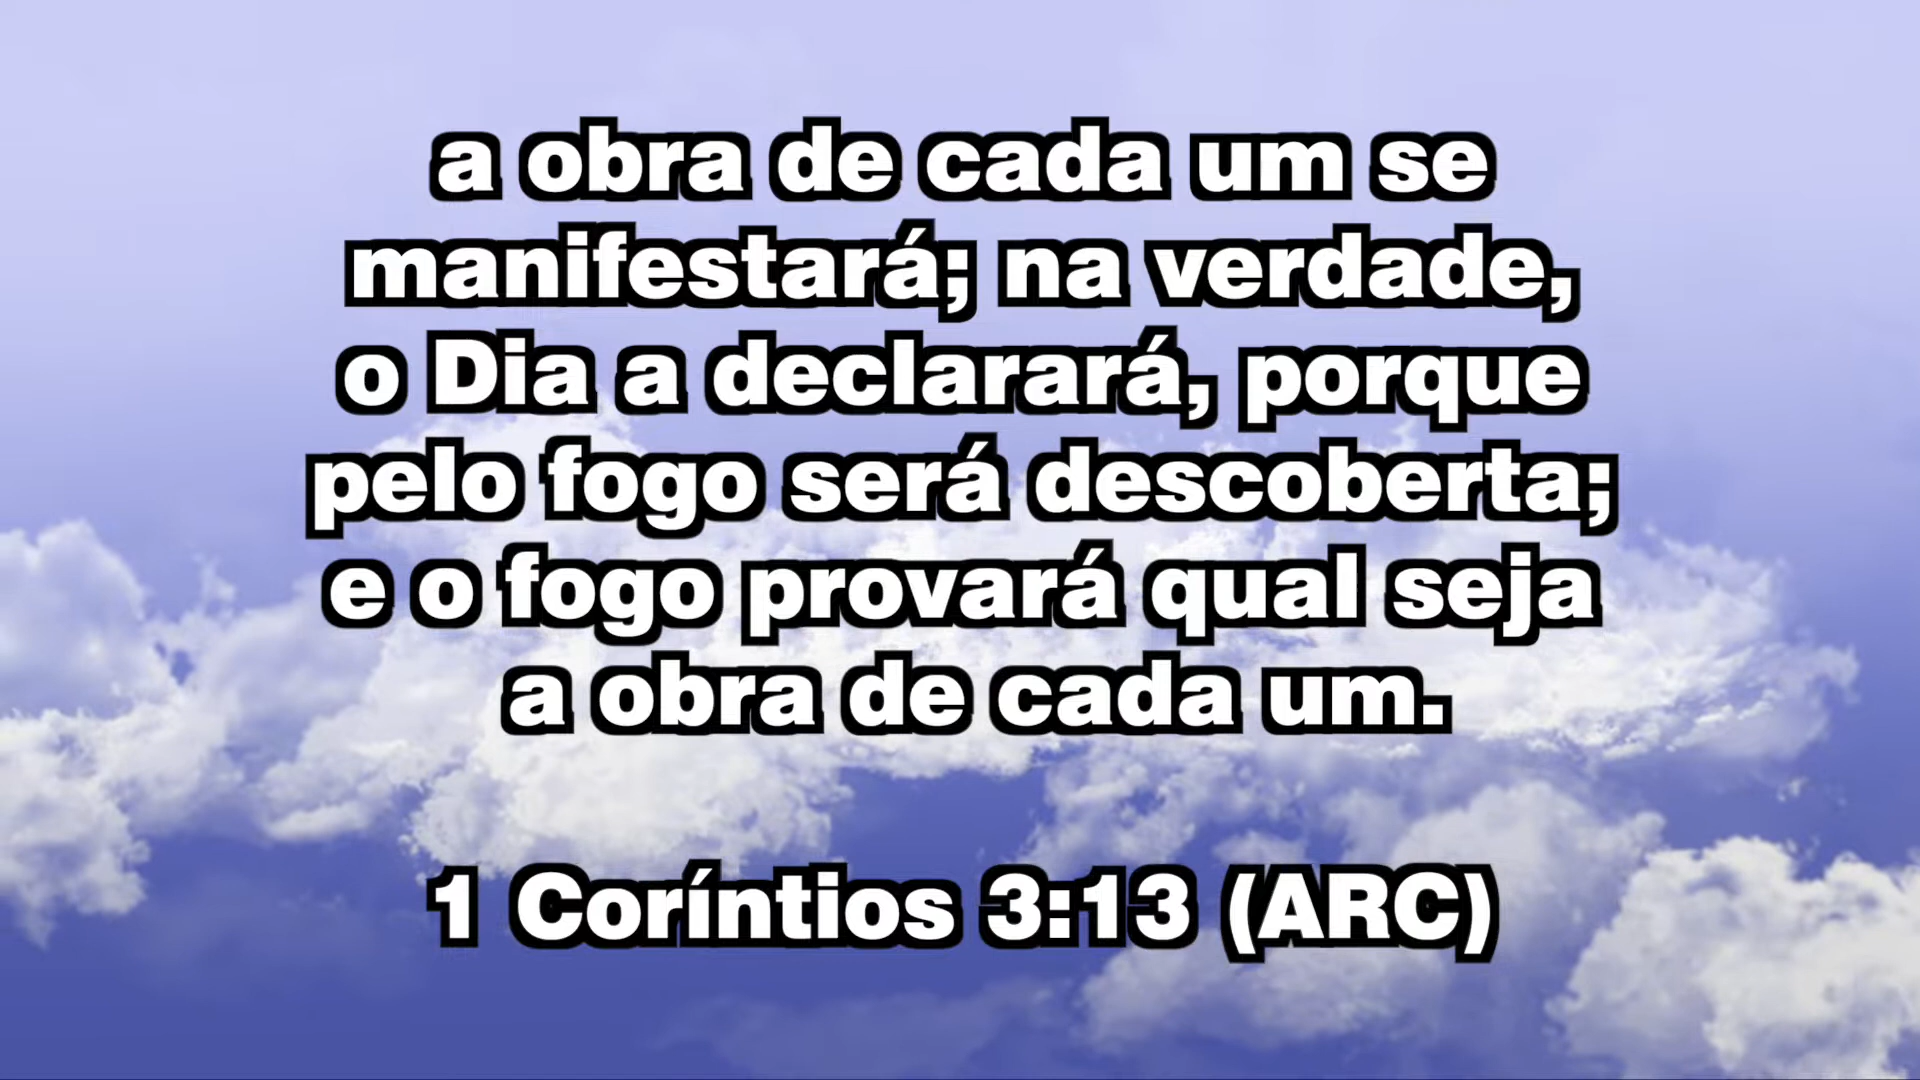 a obra de cada um se
manifestará; na verdade,
o Dia a declarará, porque
pelo fogo será descoberta;
e o fogo provará qual seja
a obra de cada um.
1 Coríntios 3:13 (ARC)